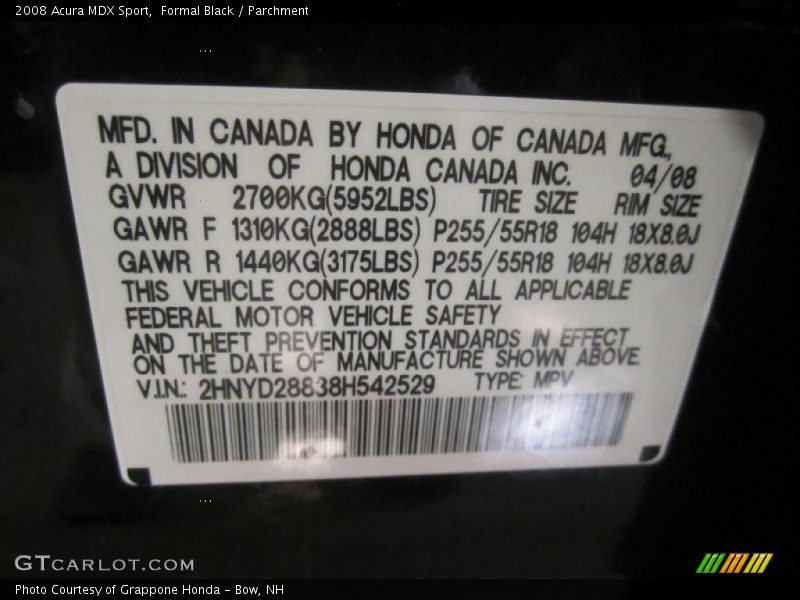 2008 Acura MDX Sport,  Formal Black / Parchment
MFD. IN CANADA BY HONDA OF CANADA MFG.,
A DIVISION OF HONDA CANADA INC. 04/08
GVWR 2700KG(5952LBS) TIRE SIZE RIM SIZE
GAWR F 1310KG(2888LBS) P255/55R18 104H 18X8.0J
GAWR R 1440KG(3175LBS) P255/55R18 104H 18X8.0J
THIS VEHICLE CONFORMS TO ALL APPLICABLE
FEDERAL MOTOR VEHICLE SAFETY
AND THEFT PREVENTION STANDARDS IN EFFECT
ON THE DATE OF MANUFACTURE SHOWN ABOVE.
V.I.N.: 2HNYD28838H542529 TYPE: MPV
GTCARLOT.COM
Photo Courtesy of Grappone Honda - Bow, NH